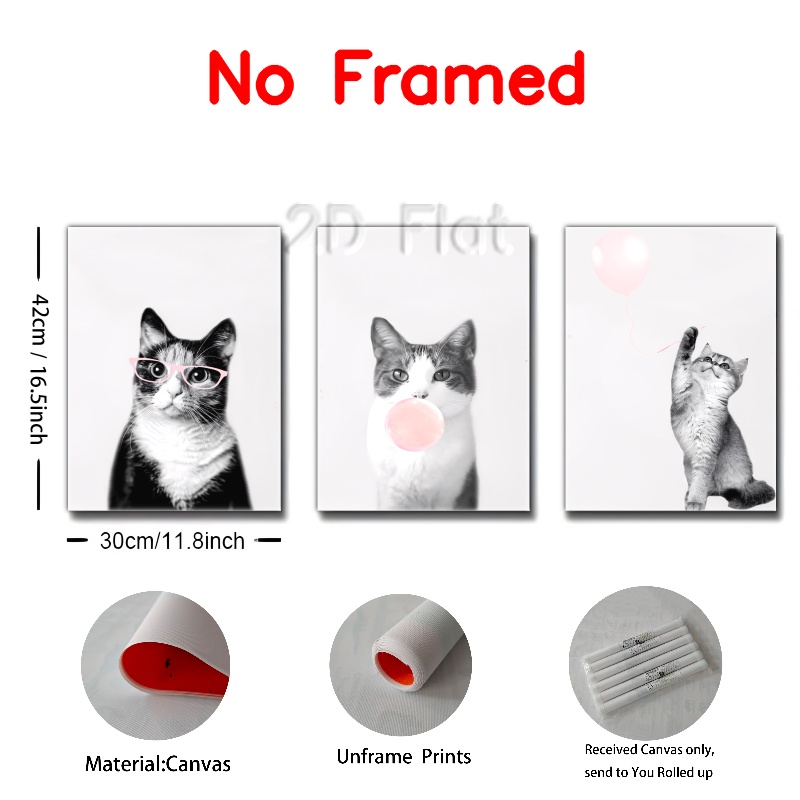 No Framed
2D Flat
42cm / 16.5inch
30cm/11.8inch
Material:Canvas
Unframe Prints
Received Canvas only,
send to You Rolled up